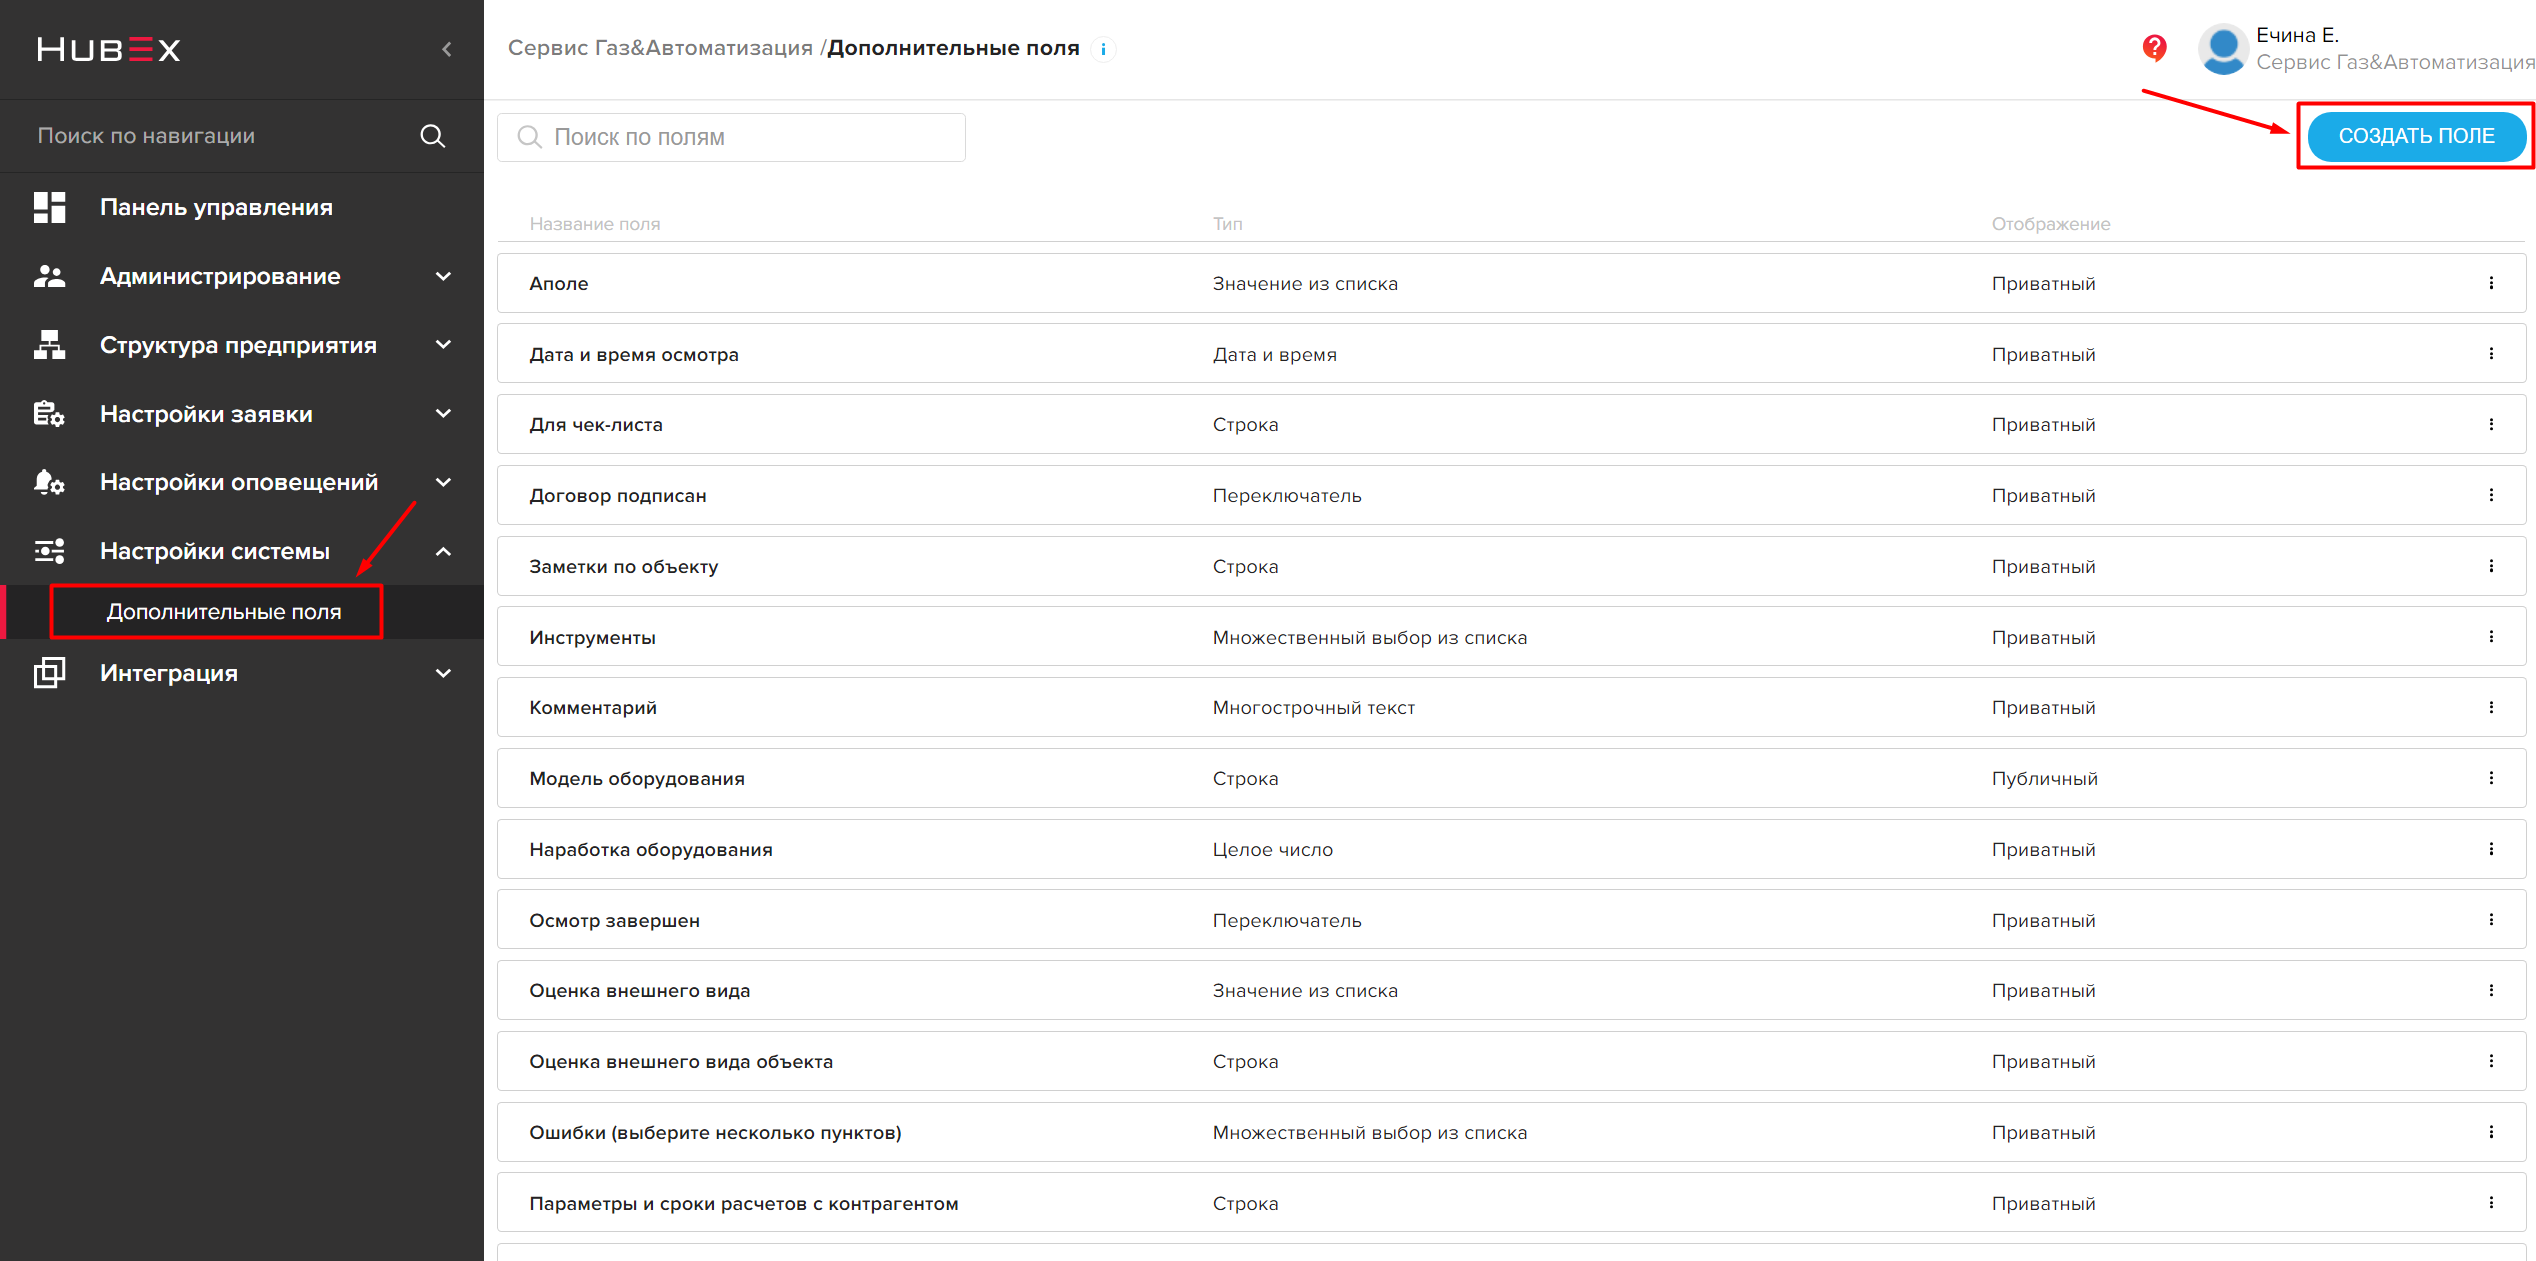 HUBEX
Сервис Газ&Автоматизация /Дополнительные поля i
?
Ечина Е.
Сервис Газ&Автоматизация
Поиск по навигации
Поиск по полям
СОЗДАТЬ ПОЛЕ
Панель управления
Администрирование
Структура предприятия
Настройки заявки
Настройки оповещений
Настройки системы
Дополнительные поля
Интеграция
Название поля Тип Отображение
Аполе Значение из списка Приватный
Дата и время осмотра Дата и время Приватный
Для чек-листа Строка Приватный
Договор подписан Переключатель Приватный
Заметки по объекту Строка Приватный
Инструменты Множественный выбор из списка Приватный
Комментарий Многострочный текст Приватный
Модель оборудования Строка Публичный
Наработка оборудования Целое число Приватный
Осмотр завершен Переключатель Приватный
Оценка внешнего вида Значение из списка Приватный
Оценка внешнего вида объекта Строка Приватный
Ошибки (выберите несколько пунктов) Множественный выбор из списка Приватный
Параметры и сроки расчетов с контрагентом Строка Приватный